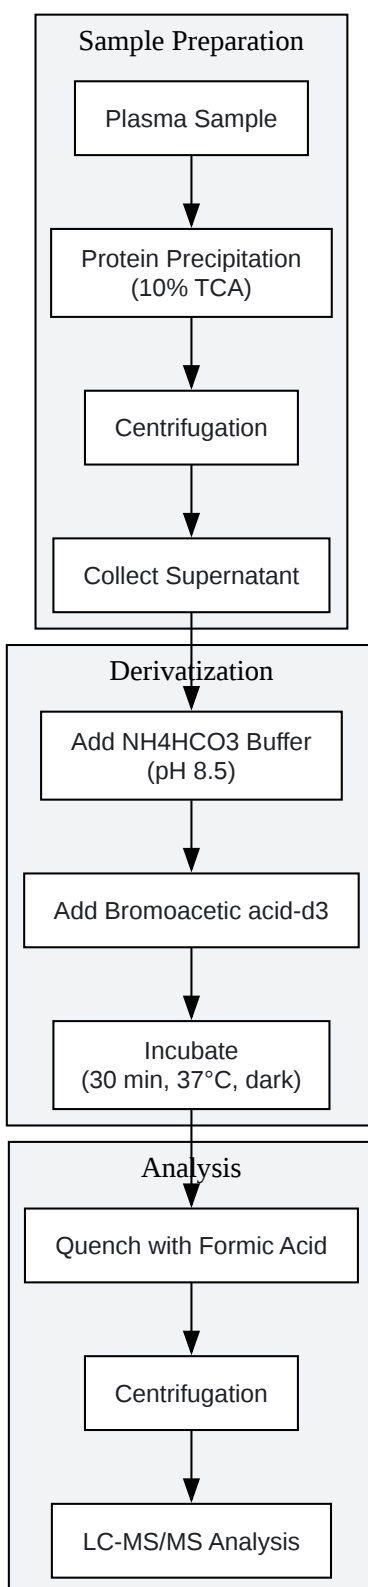 Sample Preparation
Plasma Sample
Protein Precipitation
(10% TCA)
Centrifugation
Collect Supernatant
Derivatization
Add NH4HCO3 Buffer
(pH 8.5)
Add Bromoacetic acid-d3
Incubate
(30 min, 37°C, dark)
Analysis
Quench with Formic Acid
Centrifugation
LC-MS/MS Analysis